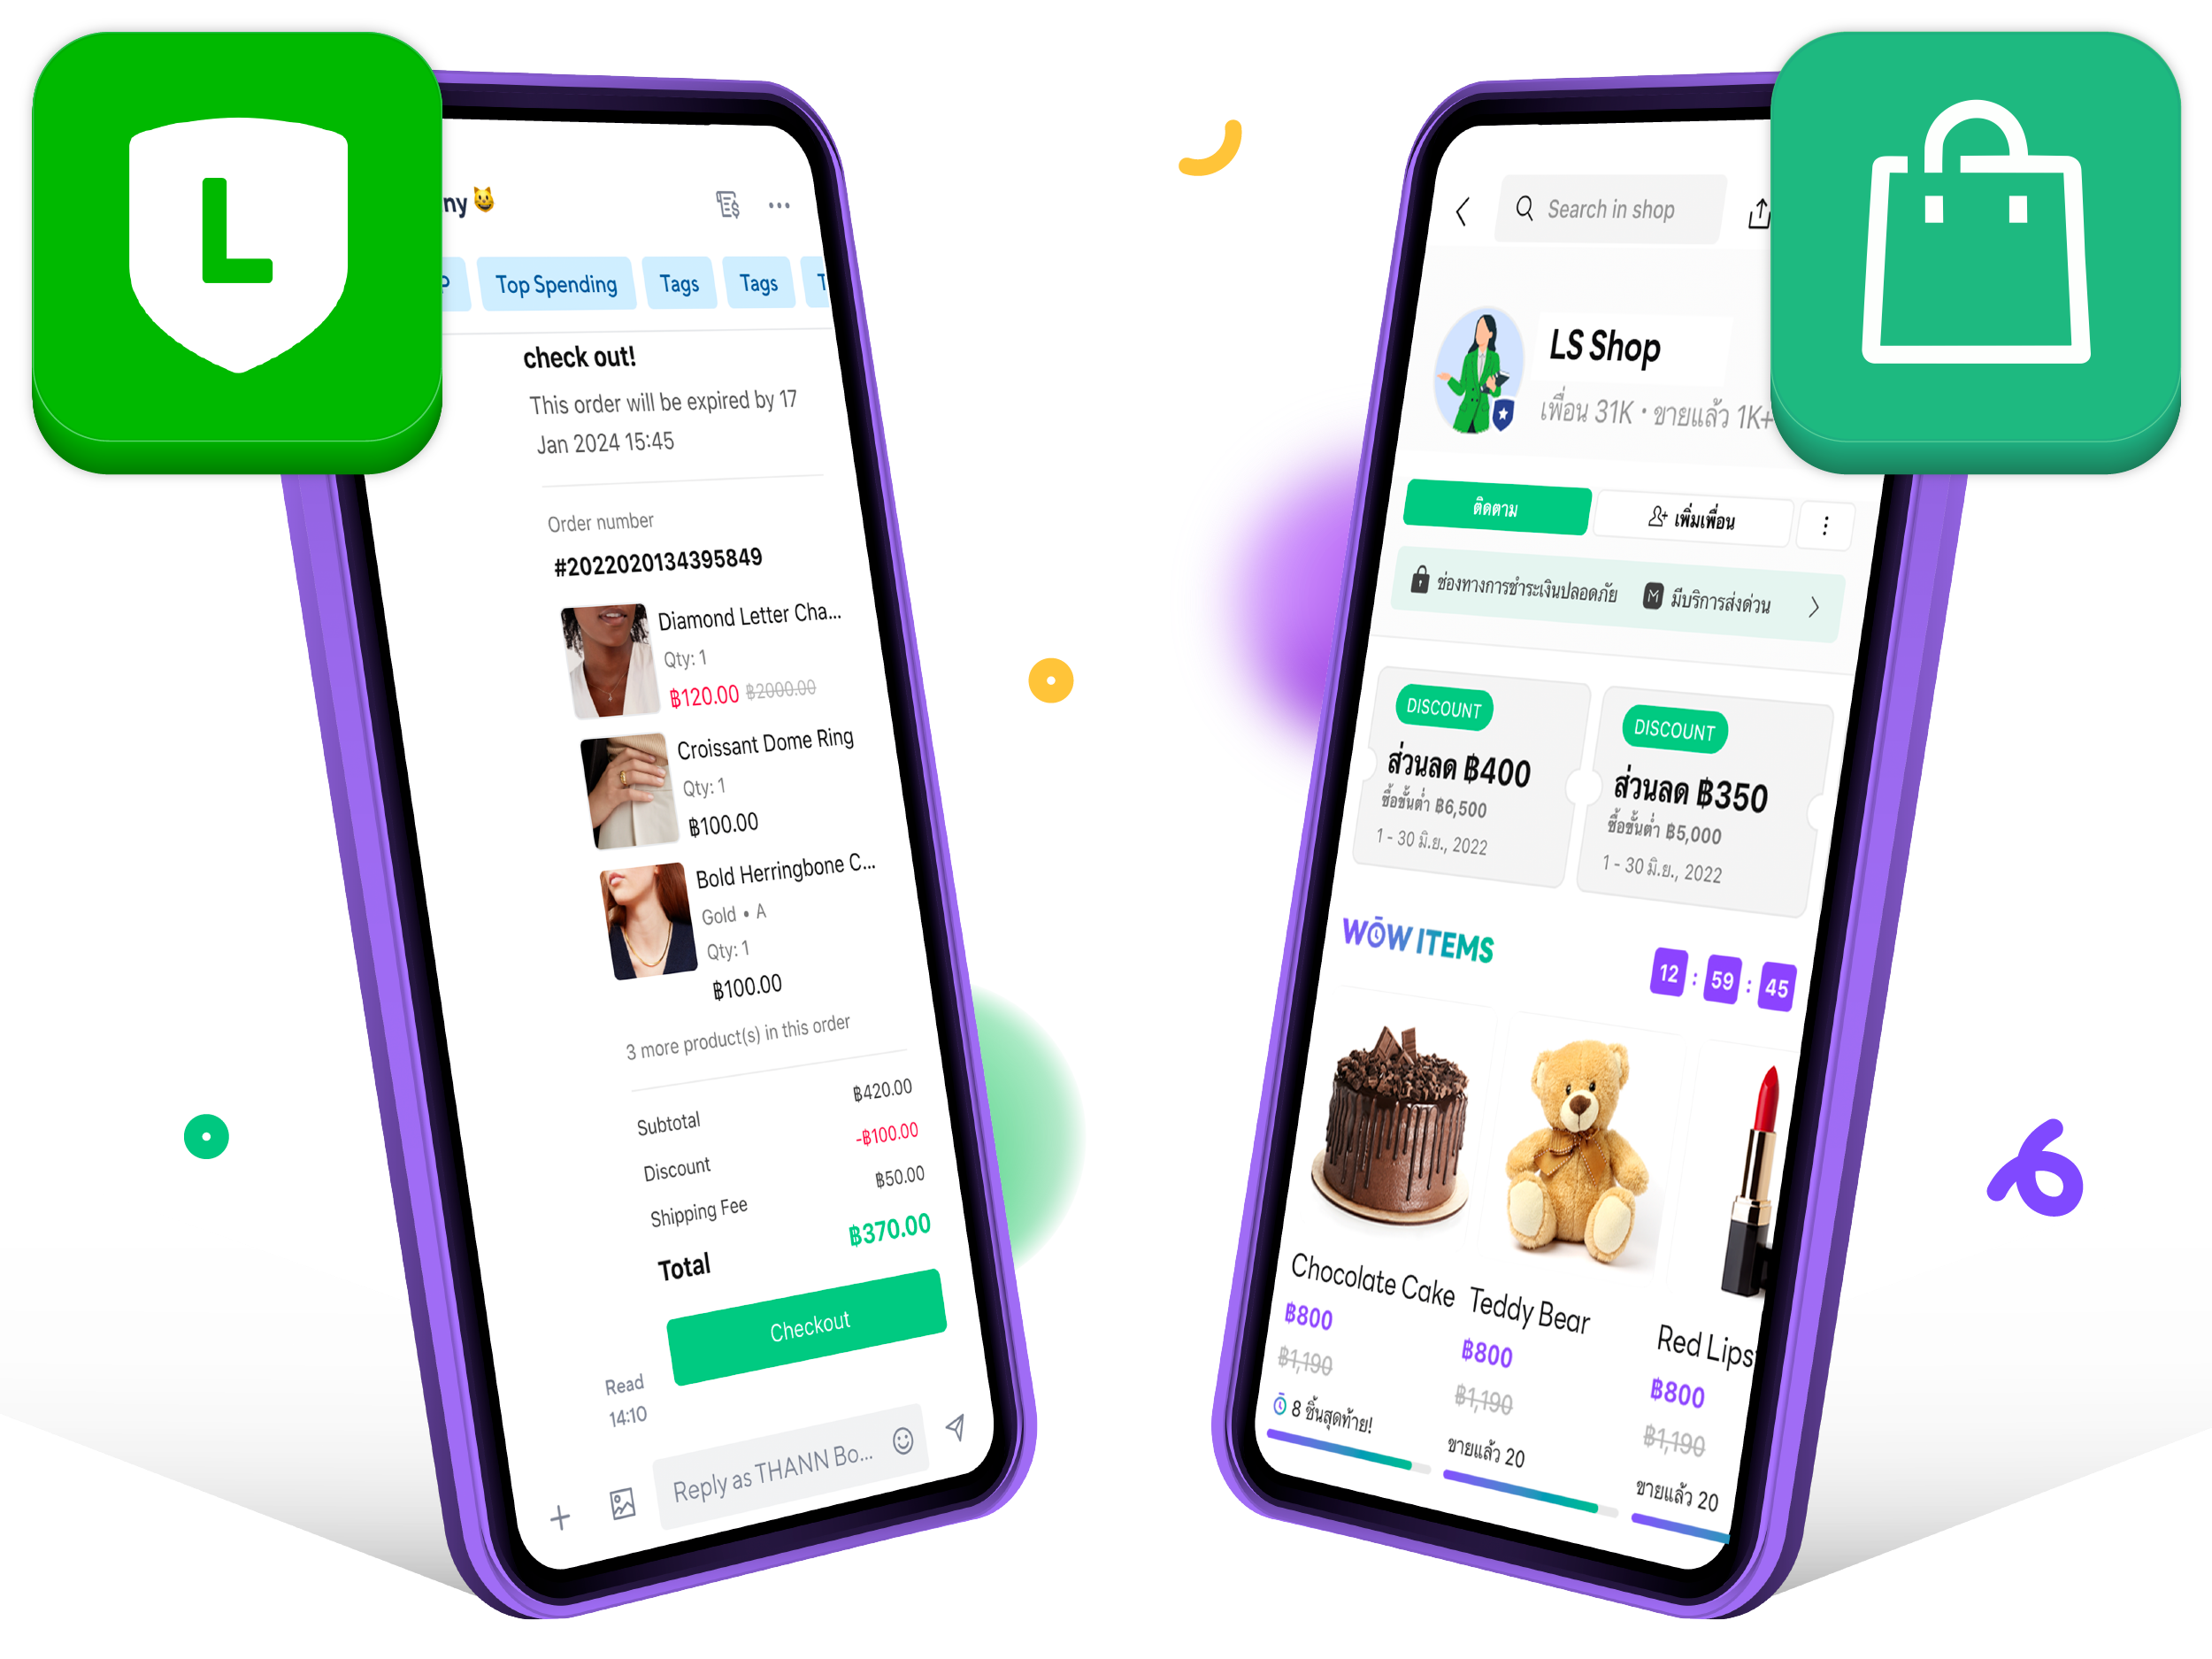 L
ny 😺
Top Spending
Tags
Tags
check out!
This order will be expired by 17
Jan 2024 15:45
Order number
#2022020134395849
Diamond Letter Cha...
Qty: 1
฿120.00 ฿2000.00
Croissant Dome Ring
Qty: 1
฿100.00
Bold Herringbone C...
Gold • A
Qty: 1
฿100.00
3 more product(s) in this order
Subtotal ฿420.00
Discount -฿100.00
Shipping Fee ฿50.00
Total ฿370.00
Checkout
Read
14:10
Reply as THANN Bo...
Search in shop
LS Shop
เพื่อน 31K • ขายแล้ว 1K+
ติดตาม
เพิ่มเพื่อน
ช่องทางการชำระเงินปลอดภัย
M มีบริการส่งด่วน
DISCOUNT
ส่วนลด ฿400
ซื้อขั้นต่ำ ฿6,500
1 - 30 มิ.ย., 2022
DISCOUNT
ส่วนลด ฿350
ซื้อขั้นต่ำ ฿5,000
1 - 30 มิ.ย., 2022
WOW ITEMS
12 : 59 : 45
Chocolate Cake
฿800
฿1,190
8 ชิ้นสุดท้าย!
Teddy Bear
฿800
฿1,190
ขายแล้ว 20
Red Lips
฿800
฿1,190
ขายแล้ว 20